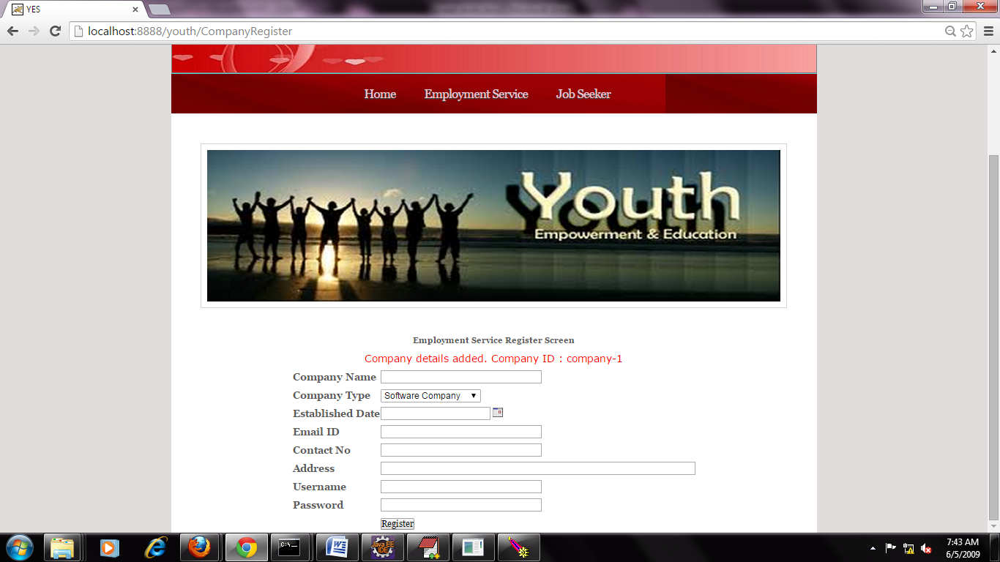 YES
localhost:8888/youth/CompanyRegister
Home Employment Service Job Seeker
Youth
Empowerment & Education
Employment Service Register Screen
Company details added. Company ID : company-1
Company Name
Company Type Software Company
Established Date
Email ID
Contact No
Address
Username
Password
Register
C:\.
Java EE
IDE
7:43 AM
6/5/2009